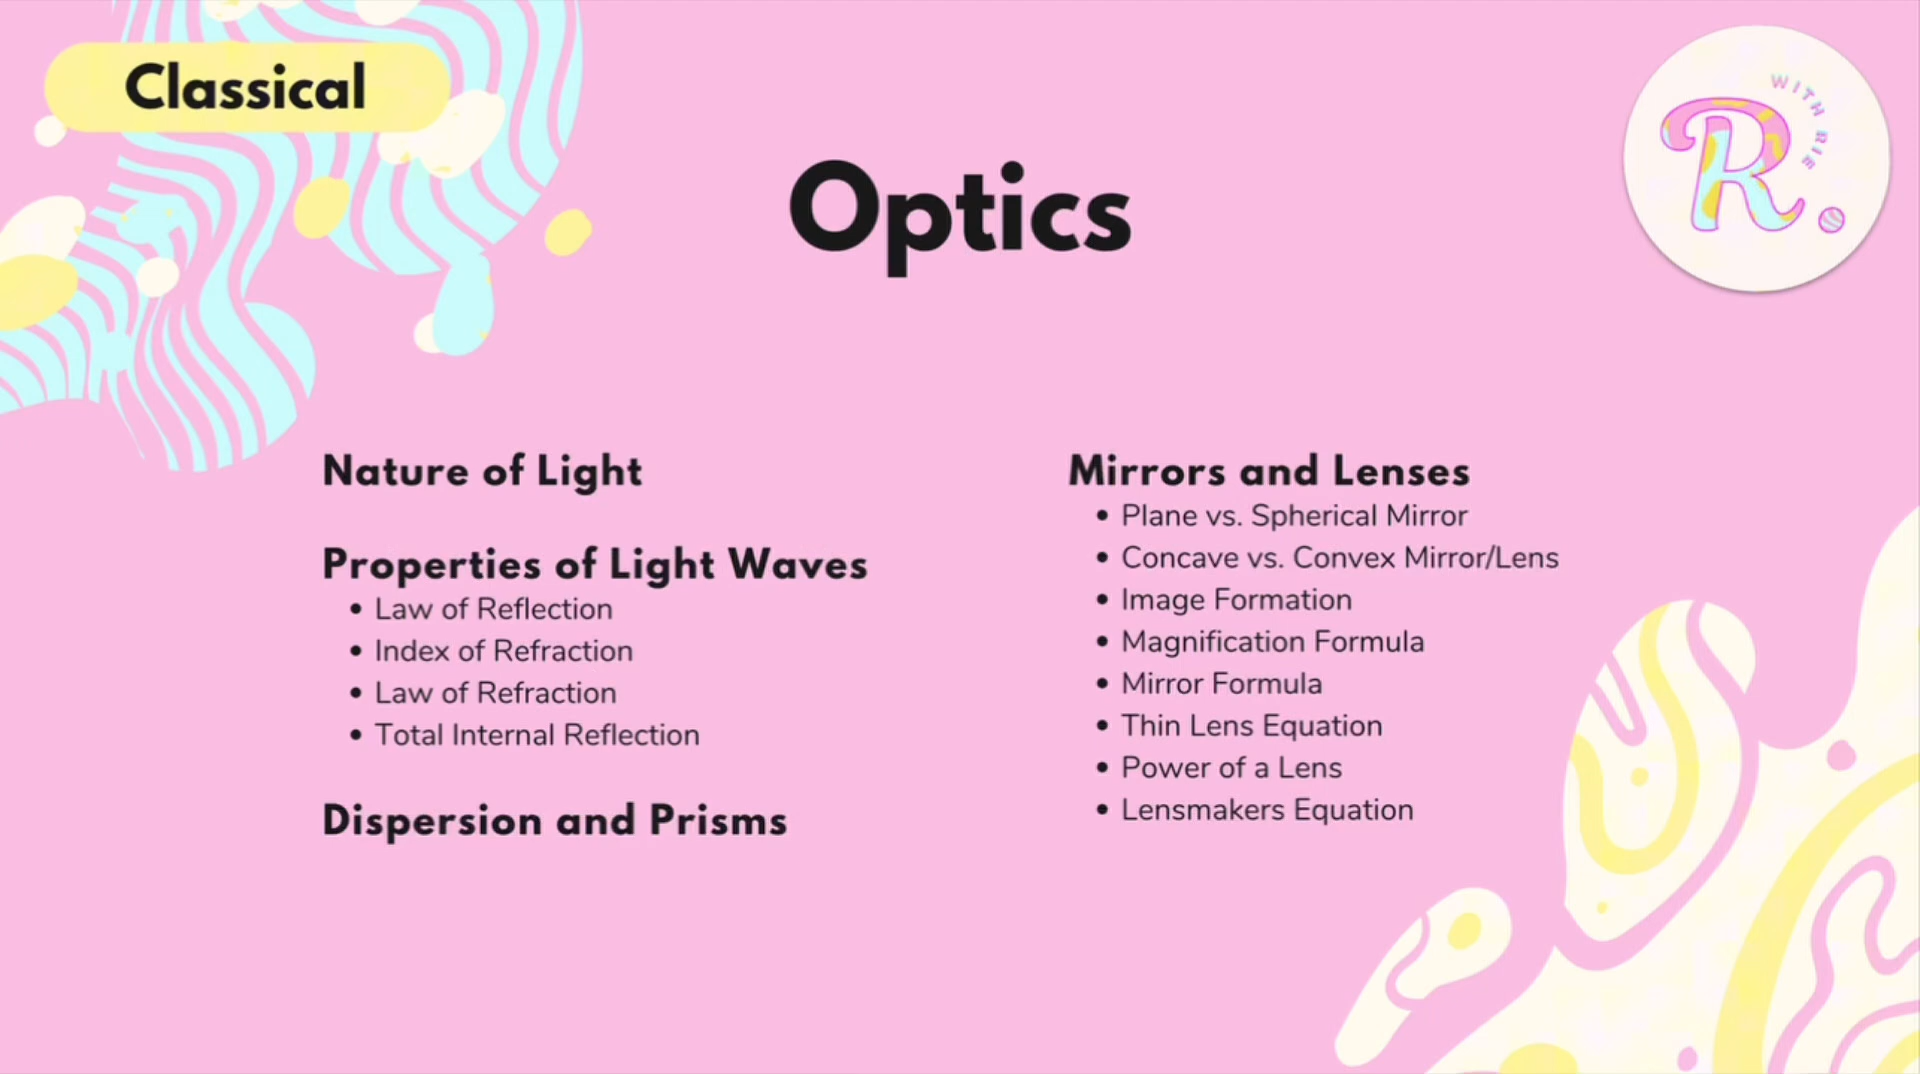 Classical
WITH RIE
R.
Optics
Nature of Light
Properties of Light Waves
• Law of Reflection
• Index of Refraction
• Law of Refraction
• Total Internal Reflection
Dispersion and Prisms
Mirrors and Lenses
• Plane vs. Spherical Mirror
• Concave vs. Convex Mirror/Lens
• Image Formation
• Magnification Formula
• Mirror Formula
• Thin Lens Equation
• Power of a Lens
• Lensmakers Equation